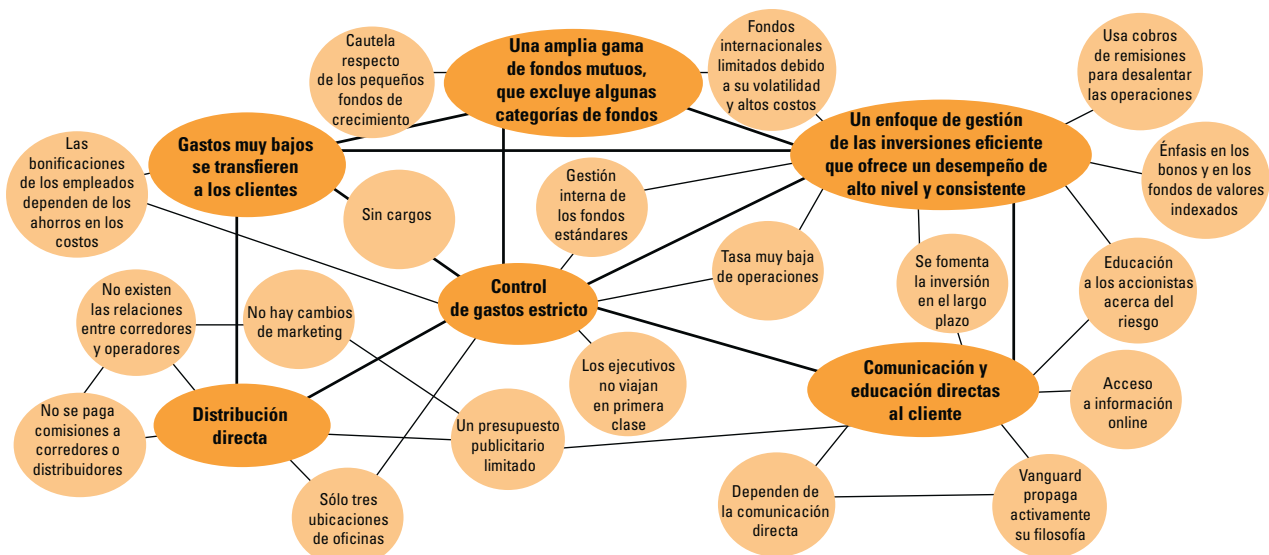 Cautela
respecto
de los pequeños
fondos de
crecimiento
Una amplia gama
de fondos mutuos,
que excluye algunas
categorías de fondos
Fondos
internacionales
limitados debido
a su volatilidad
y altos costos
Usa cobros
de remisiones
para desalentar
las operaciones
Las
bonificaciones
de los empleados
dependen de los
ahorros en los
costos
Gastos muy bajos
se transfieren
a los clientes
Un enfoque de gestión
de las inversiones eficiente
que ofrece un desempeño de
alto nivel y consistente
Énfasis en los
bonos y en los
fondos de valores
indexados
Sin cargos
Gestión
interna de
los fondos
estándares
Tasa muy baja
de operaciones
Se fomenta
la inversión
en el largo
plazo
Educación
a los accionistas
acerca del
riesgo
No existen
las relaciones
entre corredores
y operadores
No hay cambios
de marketing
Control
de gastos estricto
Los ejecutivos
no viajan
en primera
clase
Comunicación y
educación directas
al cliente
Acceso
a información
online
No se paga
comisiones a
corredores o
distribuidores
Distribución
directa
Un presupuesto
publicitario
limitado
Sólo tres
ubicaciones
de oficinas
Dependen de
la comunicación
directa
Vanguard
propaga
activamente
su filosofía